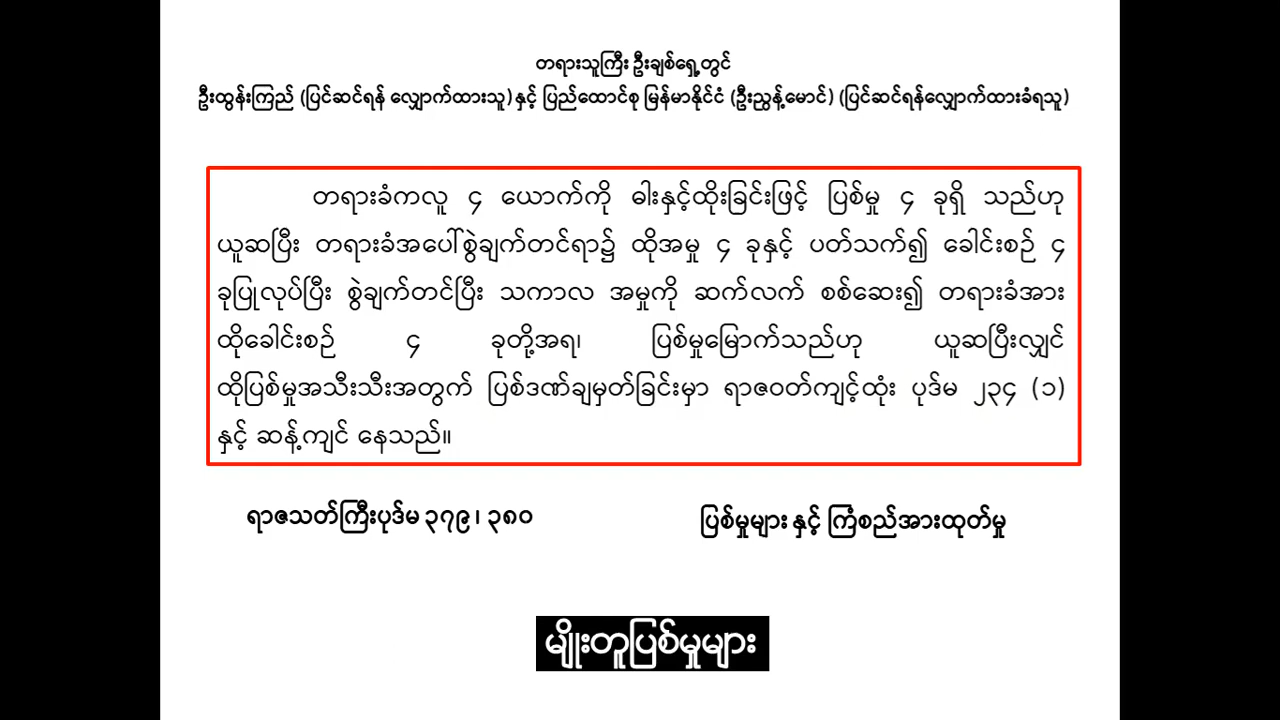 တရားသူကြီး ဦးချစ်ရှေ့တွင်
ဦးထွန်းကြည် (ပြင်ဆင်ရန် လျှောက်ထားသူ) နှင့် ပြည်ထောင်စု မြန်မာနိုင်ငံ (ဦးညွန့်မောင်) (ပြင်ဆင်ရန်လျှောက်ထားခံရသူ)
တရားခံကလူ ၄ ယောက်ကို ဓါးနှင့်ထိုးခြင်းဖြင့် ပြစ်မှု ၄ ခုရှိ သည်ဟု
ယူဆပြီး တရားခံအပေါ်စွဲချက်တင်ရာ၌ ထိုအမှု ၄ ခုနှင့် ပတ်သက်၍ ခေါင်းစဉ် ၄
ခုပြုလုပ်ပြီး စွဲချက်တင်ပြီး သကာလ အမှုကို ဆက်လက် စစ်ဆေး၍ တရားခံအား
ထိုခေါင်းစဉ် ၄ ခုတို့အရ၊ ပြစ်မှုမြောက်သည်ဟု ယူဆပြီးလျှင်
ထိုပြစ်မှုအသီးသီးအတွက် ပြစ်ဒဏ်ချမှတ်ခြင်းမှာ ရာဇဝတ်ကျင့်ထုံး ပုဒ်မ ၂၃၄ (၁)
နှင့် ဆန့်ကျင် နေသည်။
ရာဇသတ်ကြီးပုဒ်မ ၃၇၉၊ ၃၈၀
ပြစ်မှုများ နှင့် ကြံစည်အားထုတ်မှု
မျိုးတူပြစ်မှုများ